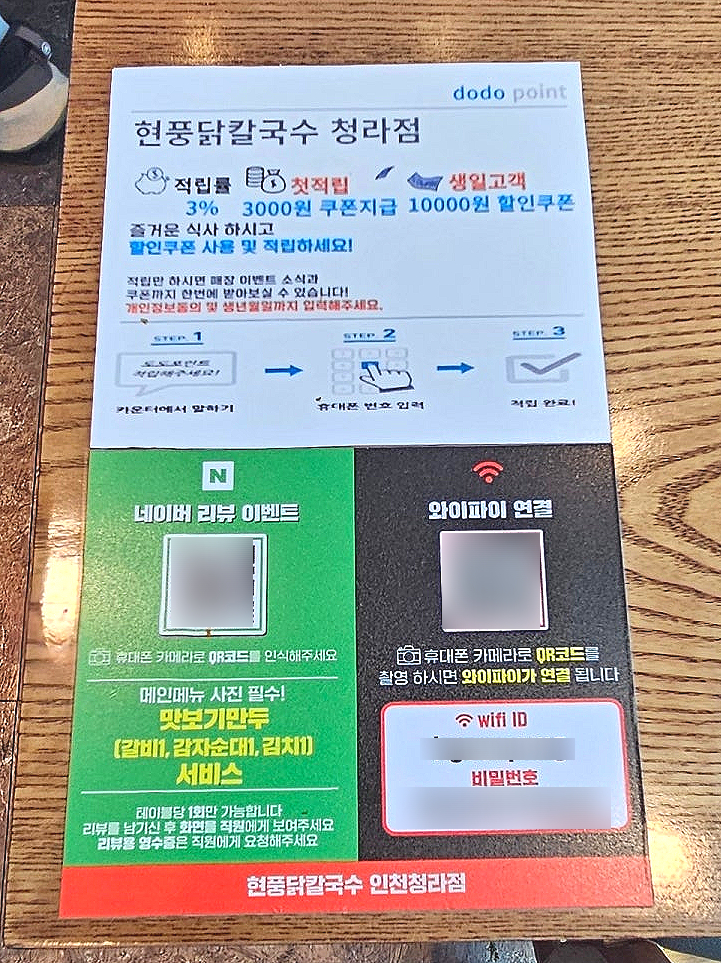 dodo point
현풍닭칼국수 청라점
적립률 첫적립 생일고객
3% 3000원 쿠폰지급 10000원 할인쿠폰
즐거운 식사 하시고
할인쿠폰 사용 및 적립하세요!
적립만 하시면 매장 이벤트 소식과
쿠폰까지 한번에 받아보실 수 있습니다!
개인정보동의 및 생년월일까지 입력해주세요.
STEP. 1 STEP. 2 STEP. 3
도도포인트
적립해주세요!
카운터에서 말하기 휴대폰 번호 입력 적립 완료!
N
네이버 리뷰 이벤트
휴대폰 카메라로 QR코드를 인식해주세요
메인메뉴 사진 필수!
맛보기만두
(갈비1, 감자순대1, 김치1)
서비스
테이블당 1회만 가능합니다
리뷰를 남기신 후 화면을 직원에게 보여주세요
리뷰용 영수증은 직원에게 요청해주세요
와이파이 연결
휴대폰 카메라로 QR코드를
촬영 하시면 와이파이가 연결 됩니다
wifi ID
비밀번호
현풍닭칼국수 인천청라점